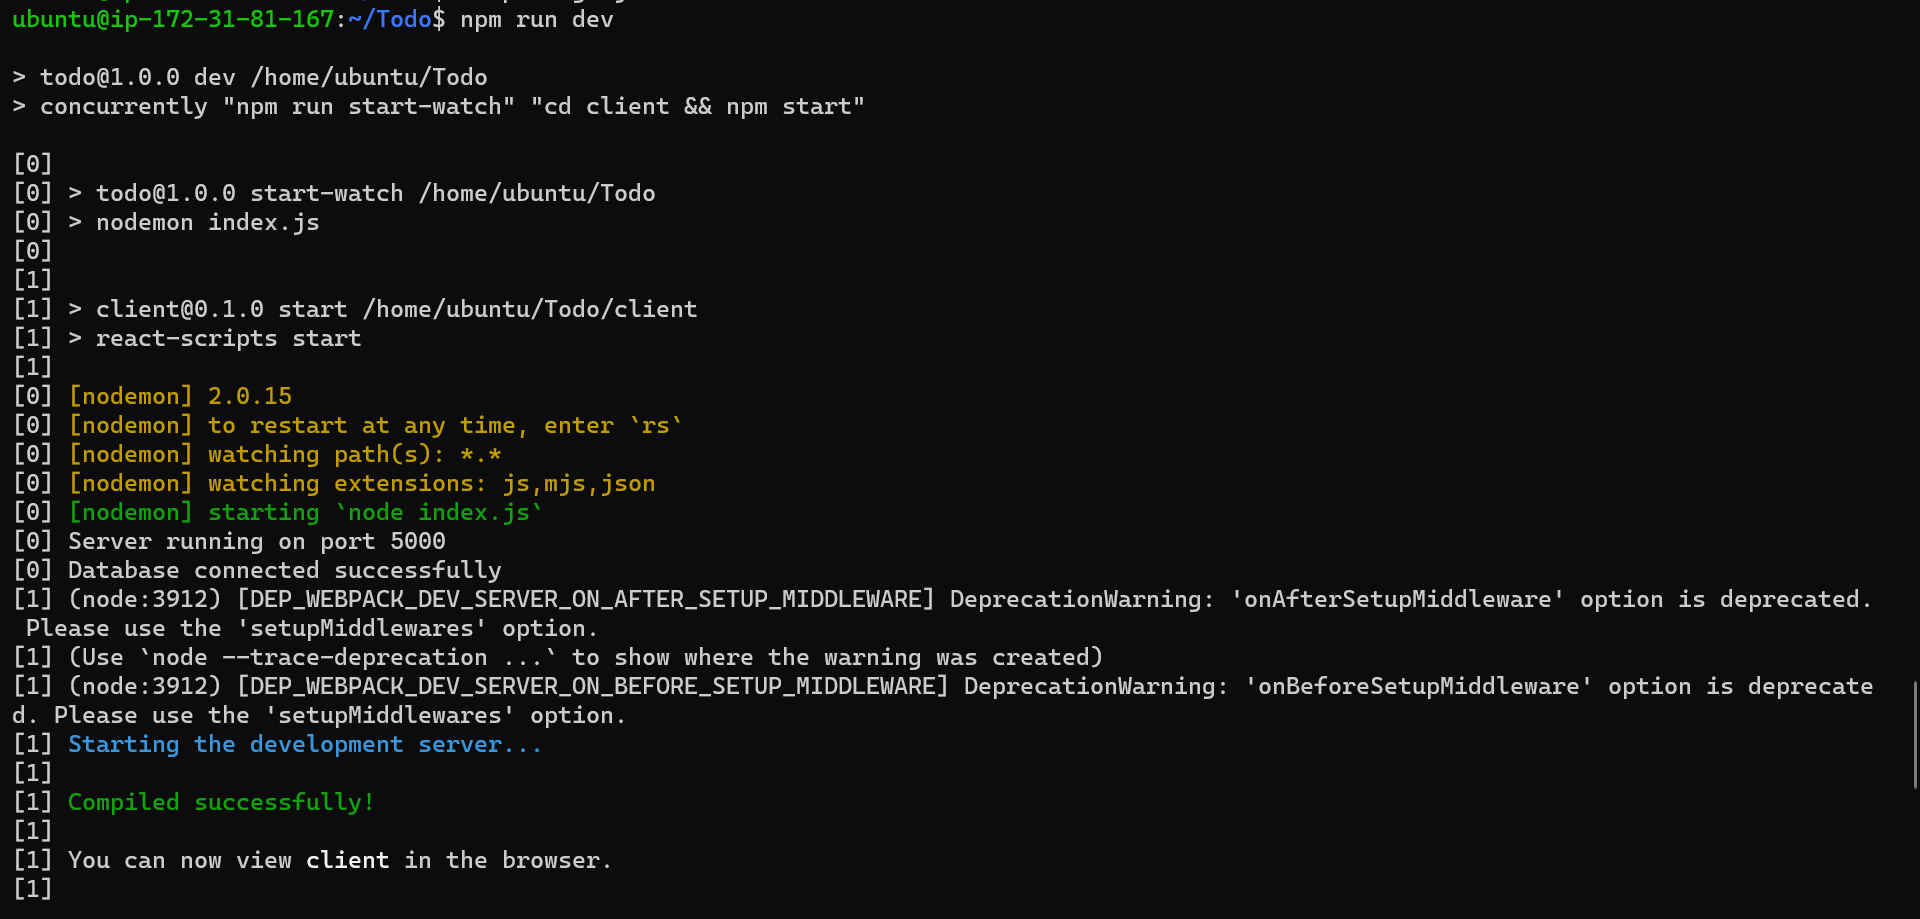 ubuntu@ip-172-31-81-167:~/Todo$ npm run dev
> todo@1.0.0 dev /home/ubuntu/Todo
> concurrently "npm run start-watch" "cd client && npm start"
[0]
[0] > todo@1.0.0 start-watch /home/ubuntu/Todo
[0] > nodemon index.js
[0]
[1]
[1] > client@0.1.0 start /home/ubuntu/Todo/client
[1] > react-scripts start
[1]
[0] [nodemon] 2.0.15
[0] [nodemon] to restart at any time, enter `rs`
[0] [nodemon] watching path(s): *.*
[0] [nodemon] watching extensions: js,mjs,json
[0] [nodemon] starting `node index.js`
[0] Server running on port 5000
[0] Database connected successfully
[1] (node:3912) [DEP_WEBPACK_DEV_SERVER_ON_AFTER_SETUP_MIDDLEWARE] DeprecationWarning: 'onAfterSetupMiddleware' option is deprecated.
 Please use the 'setupMiddlewares' option.
[1] (Use `node --trace-deprecation ...` to show where the warning was created)
[1] (node:3912) [DEP_WEBPACK_DEV_SERVER_ON_BEFORE_SETUP_MIDDLEWARE] DeprecationWarning: 'onBeforeSetupMiddleware' option is deprecate
d. Please use the 'setupMiddlewares' option.
[1] Starting the development server...
[1]
[1] Compiled successfully!
[1]
[1] You can now view client in the browser.
[1]